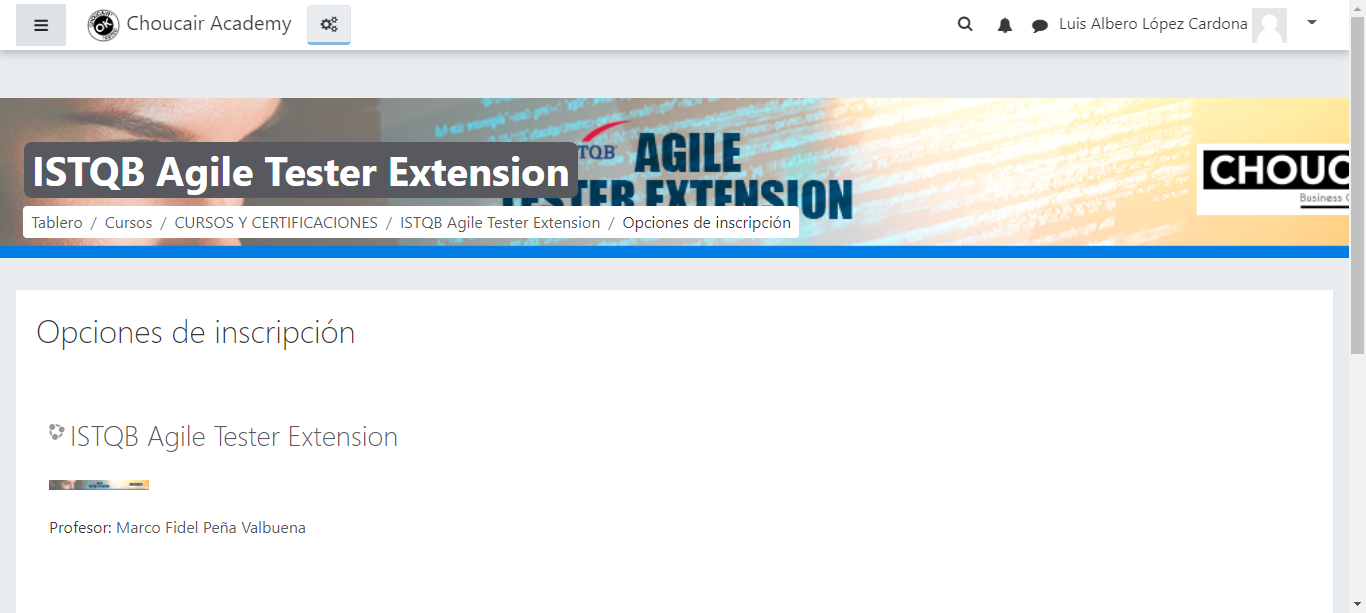 Choucair Academy
Luis Albero López Cardona
ISTQB Agile Tester Extension
AGILE
TESTER EXTENSION
CHOUC
Business
Tablero / Cursos / CURSOS Y CERTIFICACIONES / ISTQB Agile Tester Extension / Opciones de inscripción
Opciones de inscripción
ISTQB Agile Tester Extension
Profesor: Marco Fidel Peña Valbuena